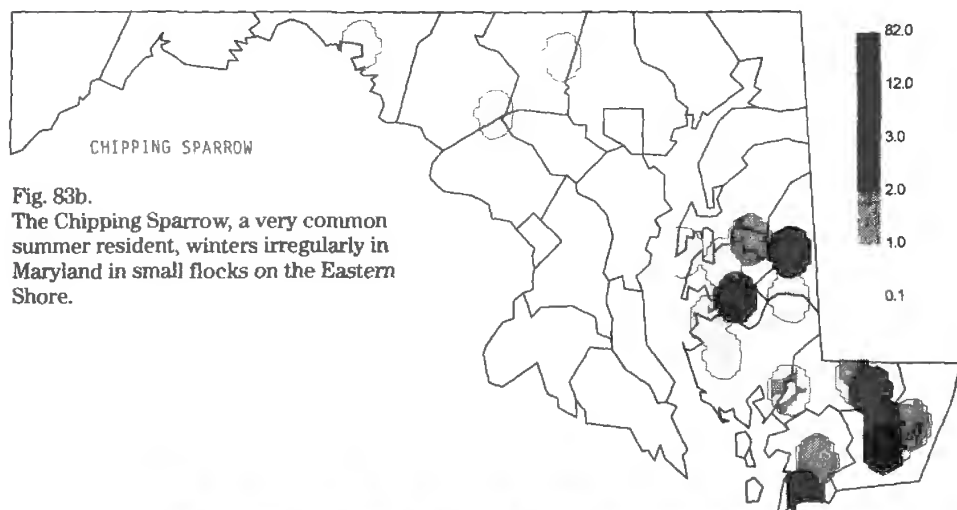 82.0
12.0
3.0
2.0
1.0
0.1
CHIPPING SPARROW
Fig. 83b.
The Chipping Sparrow, a very common
summer resident, winters irregularly in
Maryland in small flocks on the Eastern
Shore.